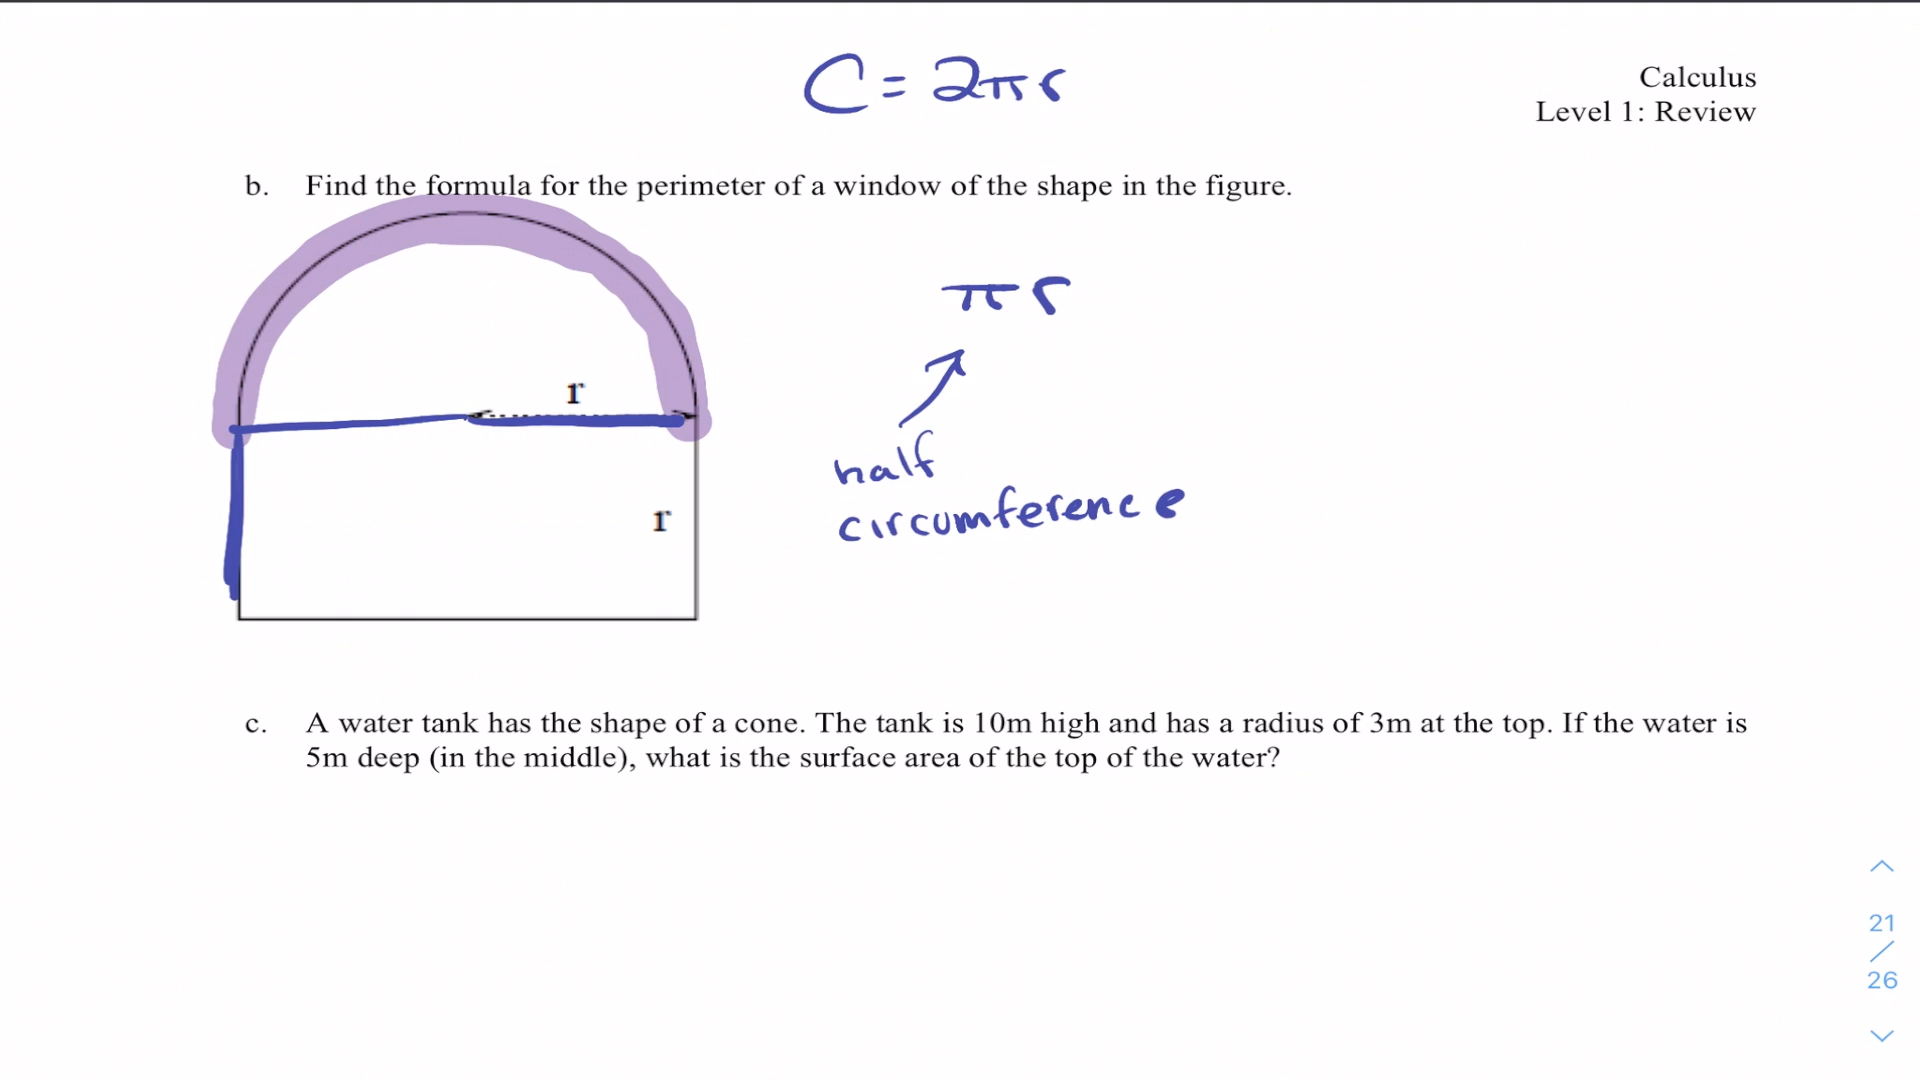 C = 2πr
Calculus
Level 1: Review
b. Find the formula for the perimeter of a window of the shape in the figure.
πr
r
half
circumference
r
c. A water tank has the shape of a cone. The tank is 10m high and has a radius of 3m at the top. If the water is
5m deep (in the middle), what is the surface area of the top of the water?
21
/
26